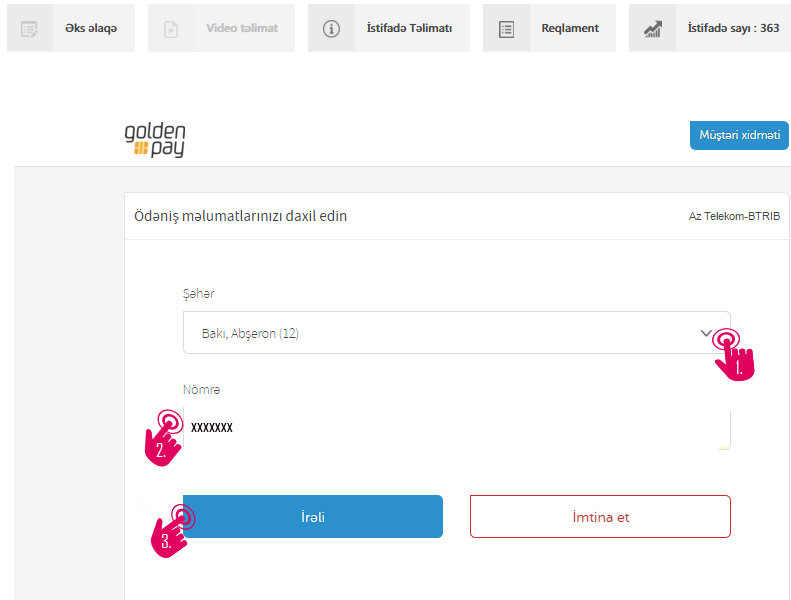 Əks əlaqə
Video təlimat
İstifadə Təlimatı
Reqlament
İstifadə sayı : 363
golden
pay
Müştəri xidməti
Ödəniş məlumatlarınızı daxil edin
Az Telekom-BTRIB
Şəhər
Bakı, Abşeron (12)
1.
Nömrə
xxxxxxx
2.
İrəli
İmtina et
3.